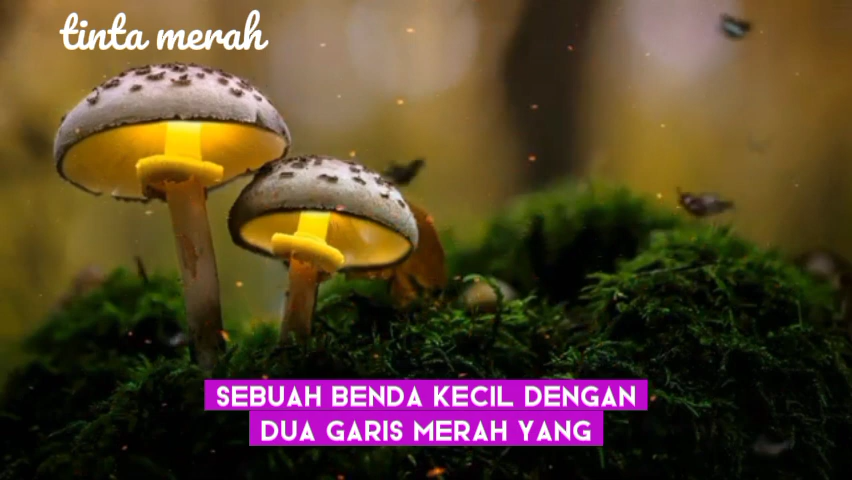 tinta merah
SEBUAH BENDA KECIL DENGAN
DUA GARIS MERAH YANG